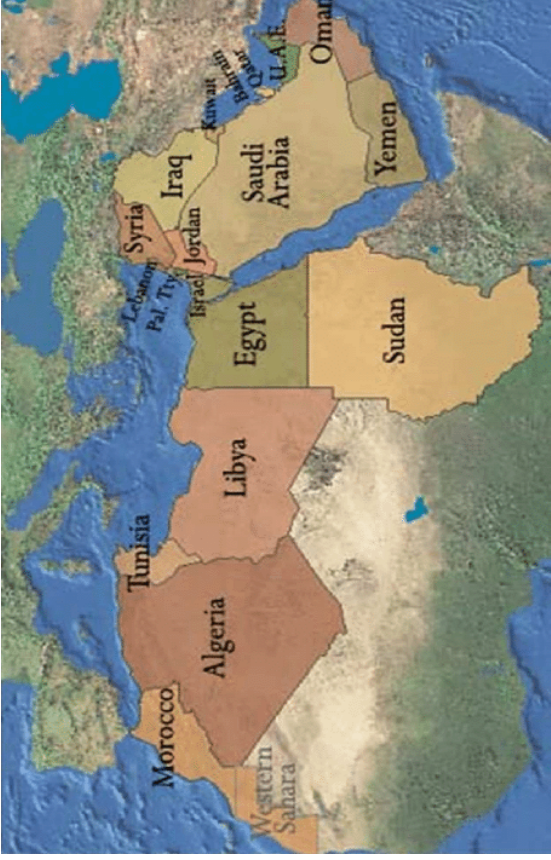 Tunisia
Syria
Lebanon
Pal. Tty
Morocco
Iraq
Jordan
Israel
Kuwait
Algeria
Libya
Egypt
Bahrain
Qatar
Saudi
Arabia
Western
Sahara
U.A.E.
Oman
Yemen
Sudan